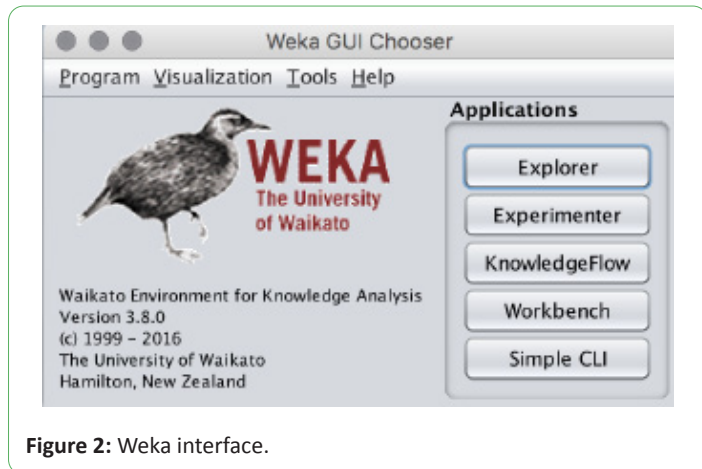 Weka GUI Chooser
Program Visualization Tools Help
WEKA
The University
of Waikato
Waikato Environment for Knowledge Analysis
Version 3.8.0
(c) 1999 – 2016
The University of Waikato
Hamilton, New Zealand
Applications
Explorer
Experimenter
KnowledgeFlow
Workbench
Simple CLI
Figure 2: Weka interface.